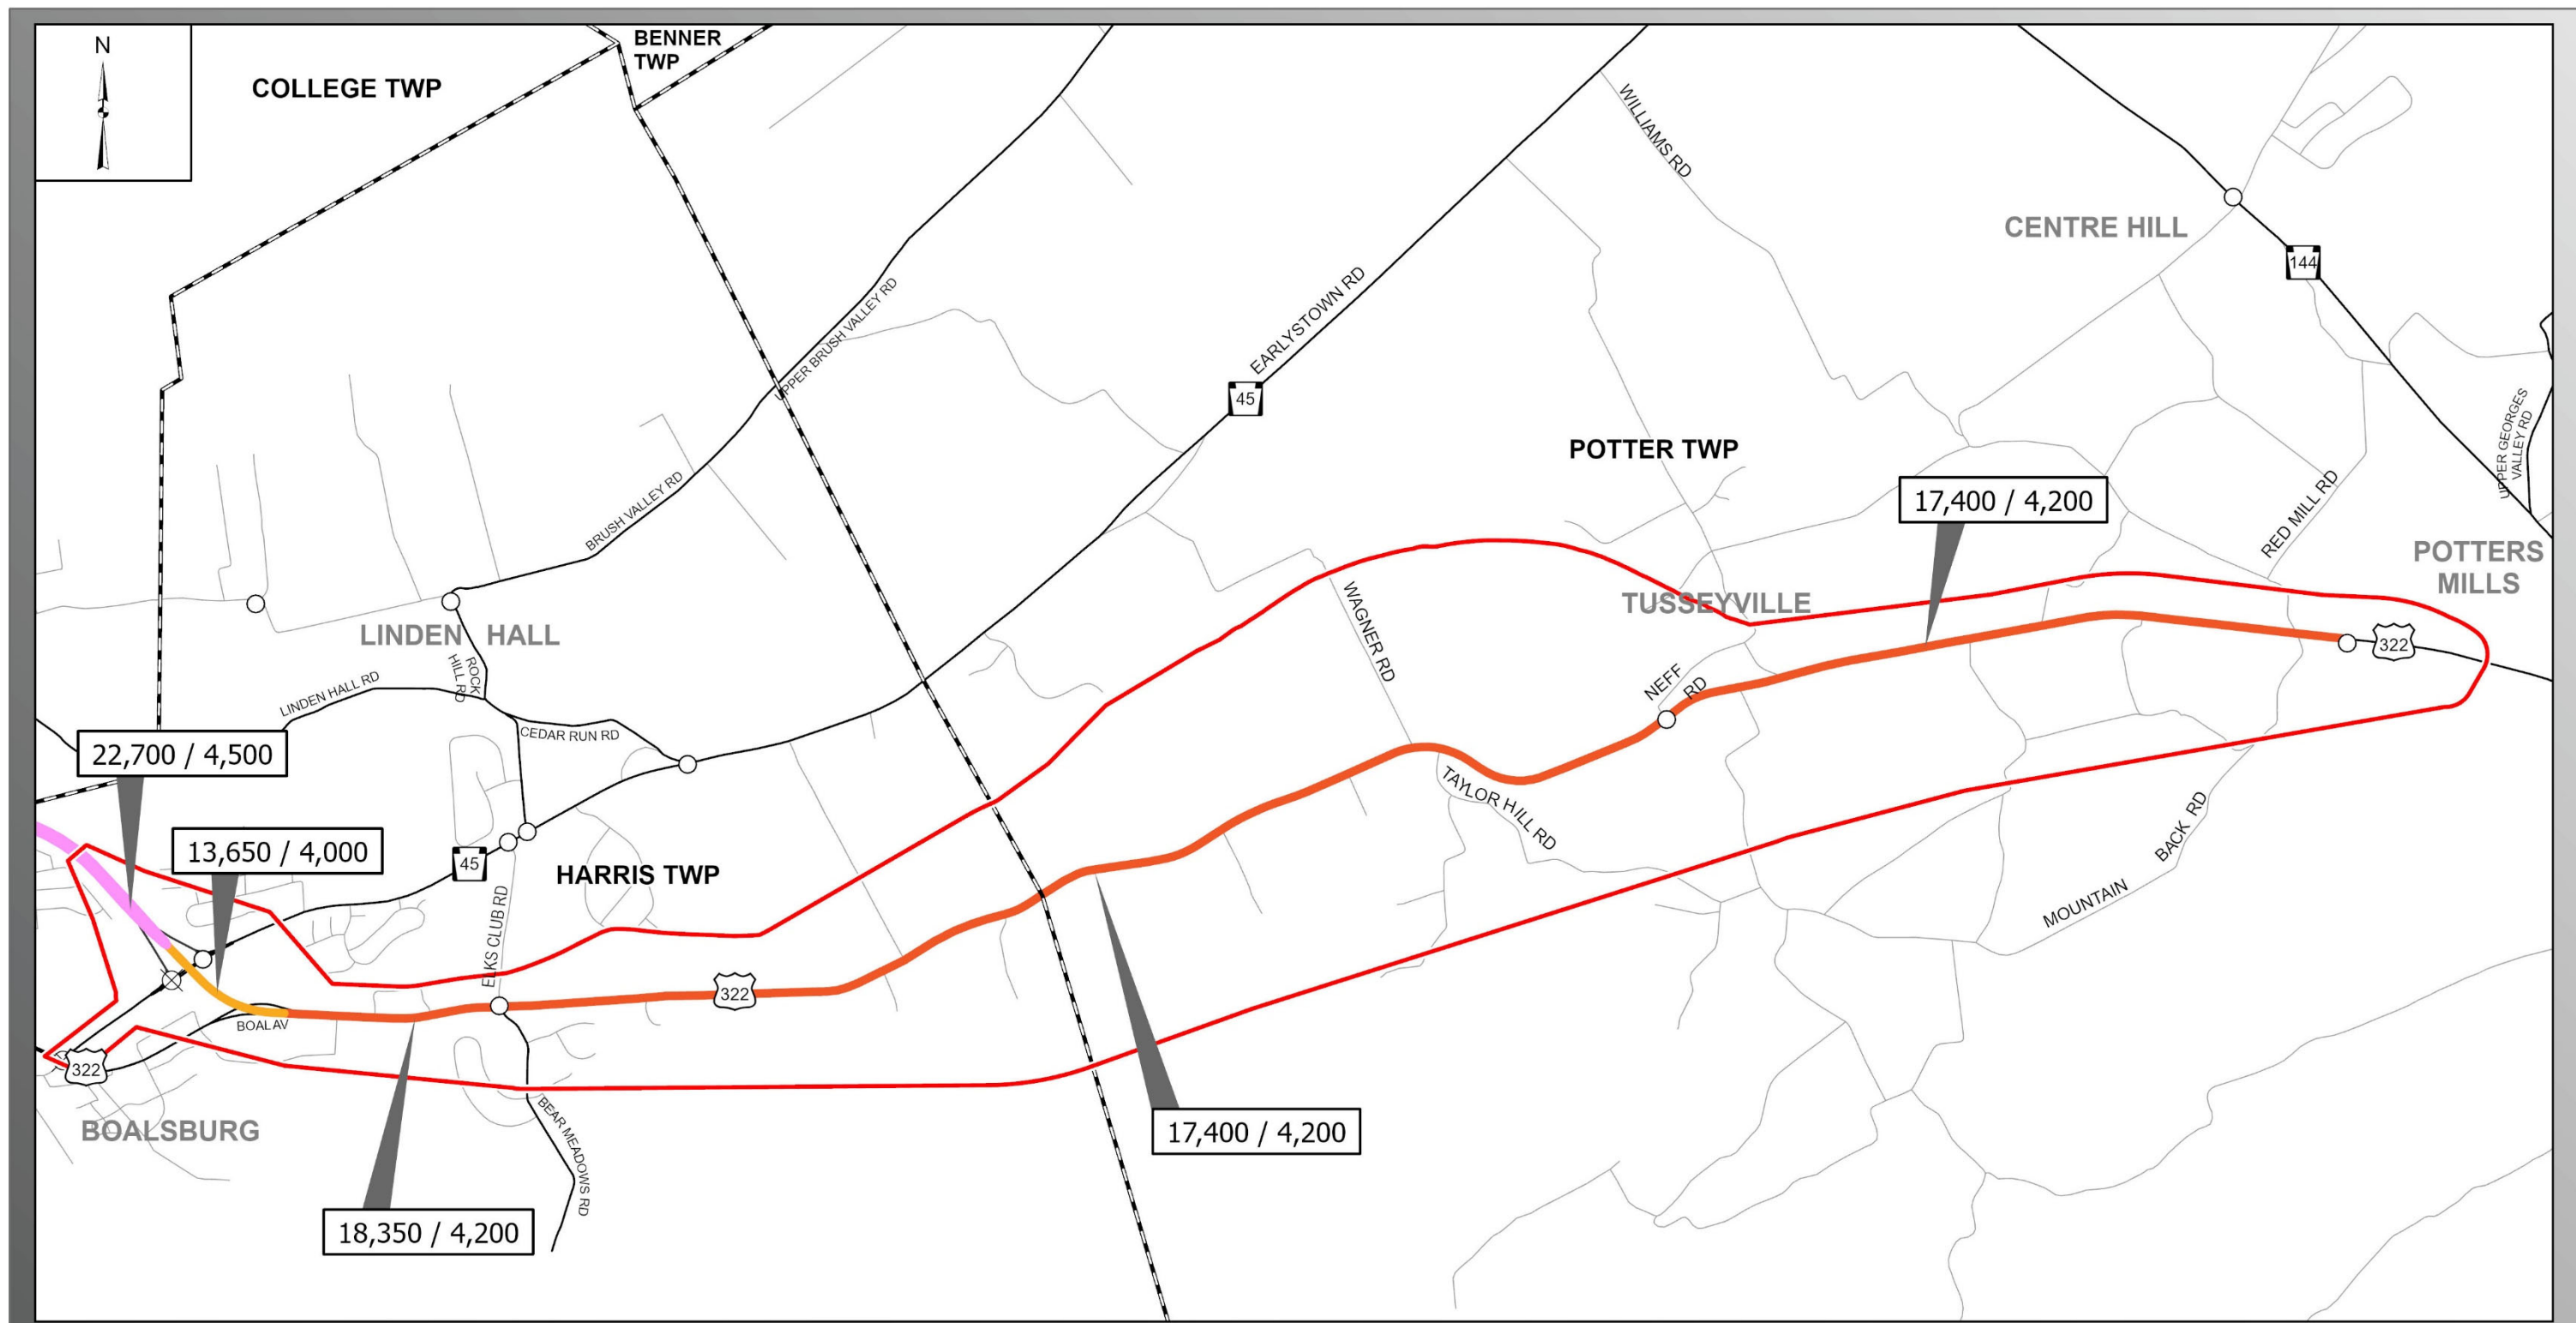 N
COLLEGE TWP
BENNER
TWP
WILLIAMS RD
CENTRE HILL
144
UPPER BRUSH VALLEY RD
EARLYSTOWN RD
45
UPPER GEORGES
VALLEY RD
POTTER TWP
BRUSH VALLEY RD
17,400 / 4,200
RED MILL RD
POTTERS
MILLS
WAGNER RD
TUSSEYVILLE
LINDEN HALL
322
ROCK
HILL RD
LINDEN HALL RD
NEFF
RD
CEDAR RUN RD
22,700 / 4,500
TAYLOR HILL RD
13,650 / 4,000
45
HARRIS TWP
BACK RD
MOUNTAIN
ELKS CLUB RD
322
BOAL AV
322
BOALSBURG
BEAR MEADOWS RD
17,400 / 4,200
18,350 / 4,200